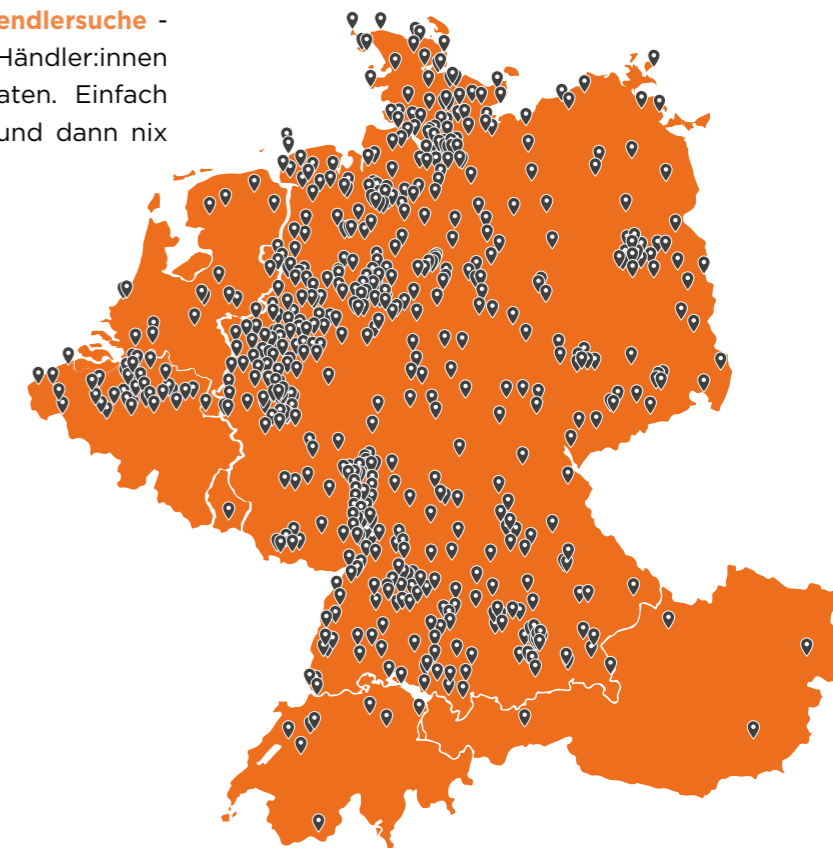 endlersuche -
Händler:innen
aten. Einfach
und dann nix